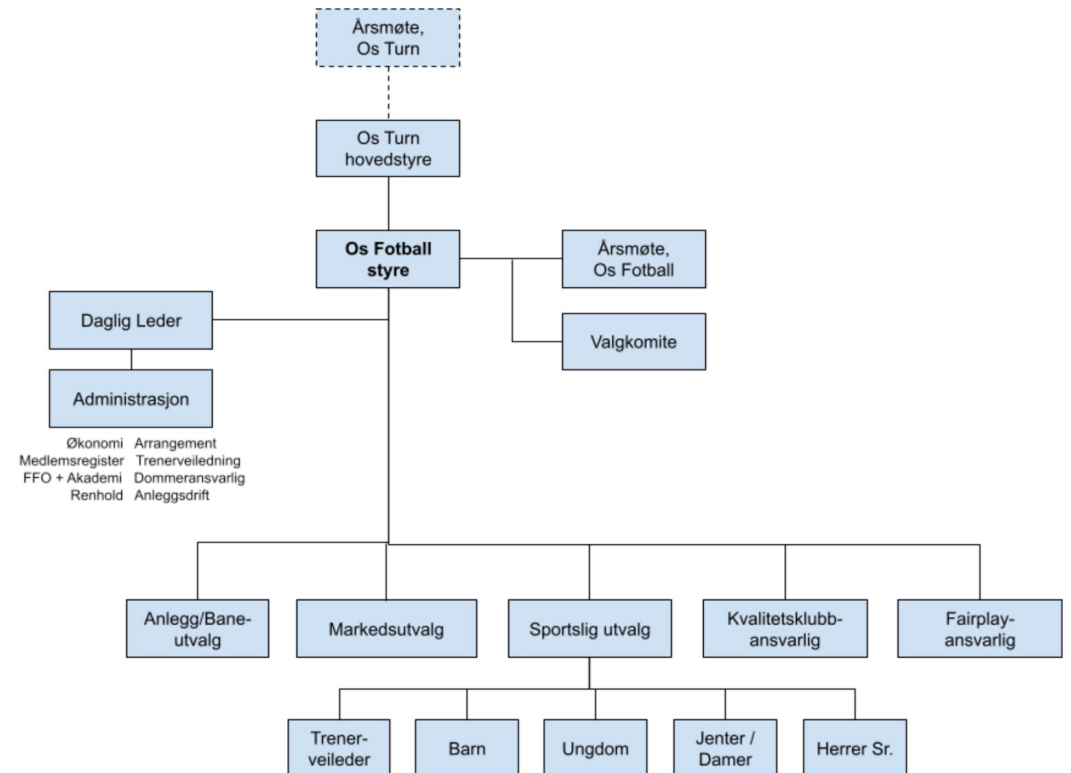 Årsmøte,
Os Turn
Os Turn
hovedstyre
Os Fotball
styre
Årsmøte,
Os Fotball
Valgkomite
Daglig Leder
Administrasjon
Økonomi Arrangement
Medlemsregister Trenerveiledning
FFO + Akademi Dommeransvarlig
Renhold Anleggsdrift
Anlegg/Bane-
utvalg
Markedsutvalg
Sportslig utvalg
Kvalitetsklubb-
ansvarlig
Fairplay-
ansvarlig
Trener-
veileder
Barn
Ungdom
Jenter /
Damer
Herrer Sr.